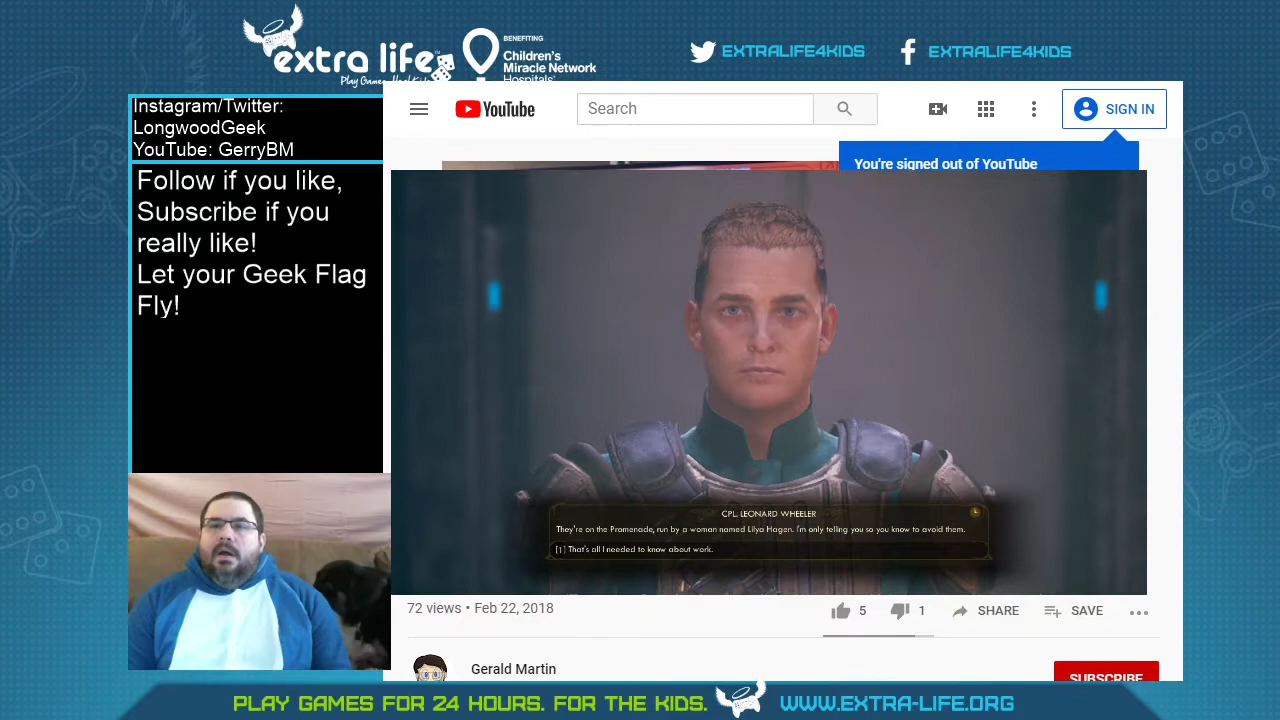 extra life
Play Games. Heal Kids.
BENEFITING
Children's
Miracle Network
Hospitals
EXTRALIFE4KIDS
EXTRALIFE4KIDS
Instagram/Twitter:
LongwoodGeek
YouTube: GerryBM
Follow if you like,
Subscribe if you
really like!
Let your Geek Flag
Fly!
YouTube
Search
SIGN IN
You're signed out of YouTube
CPL. LEONARD WHEELER
They're on the Promenade, run by a woman named Lilya Hagen. I'm only telling you so you know to avoid them.
[1] That's all I needed to know about work.
72 views • Feb 22, 2018
5
1
SHARE
SAVE
Gerald Martin
SUBSCRIBE
PLAY GAMES FOR 24 HOURS. FOR THE KIDS.
WWW.EXTRA-LIFE.ORG